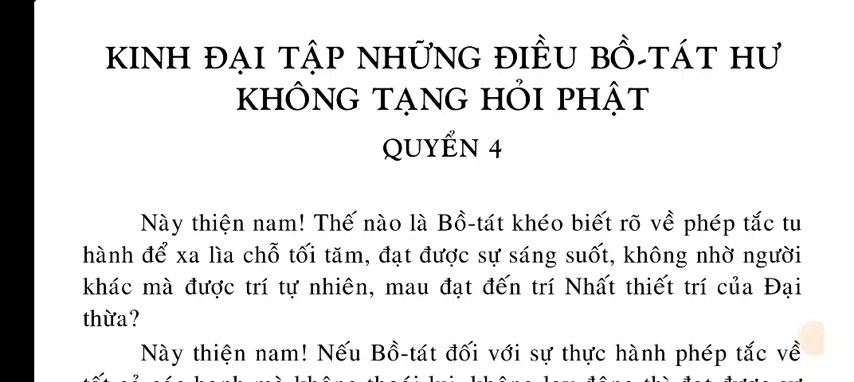 KINH ĐẠI TẬP NHỮNG ĐIỀU BỒ-TÁT HƯ
KHÔNG TẠNG HỎI PHẬT
QUYỂN 4
Này thiện nam! Thế nào là Bồ-tát khéo biết rõ về phép tắc tu
hành để xa lìa chỗ tối tăm, đạt được sự sáng suốt, không nhờ người
khác mà được trí tự nhiên, mau đạt đến trí Nhất thiết trí của Đại
thừa?
Này thiện nam! Nếu Bồ-tát đối với sự thực hành phép tắc về